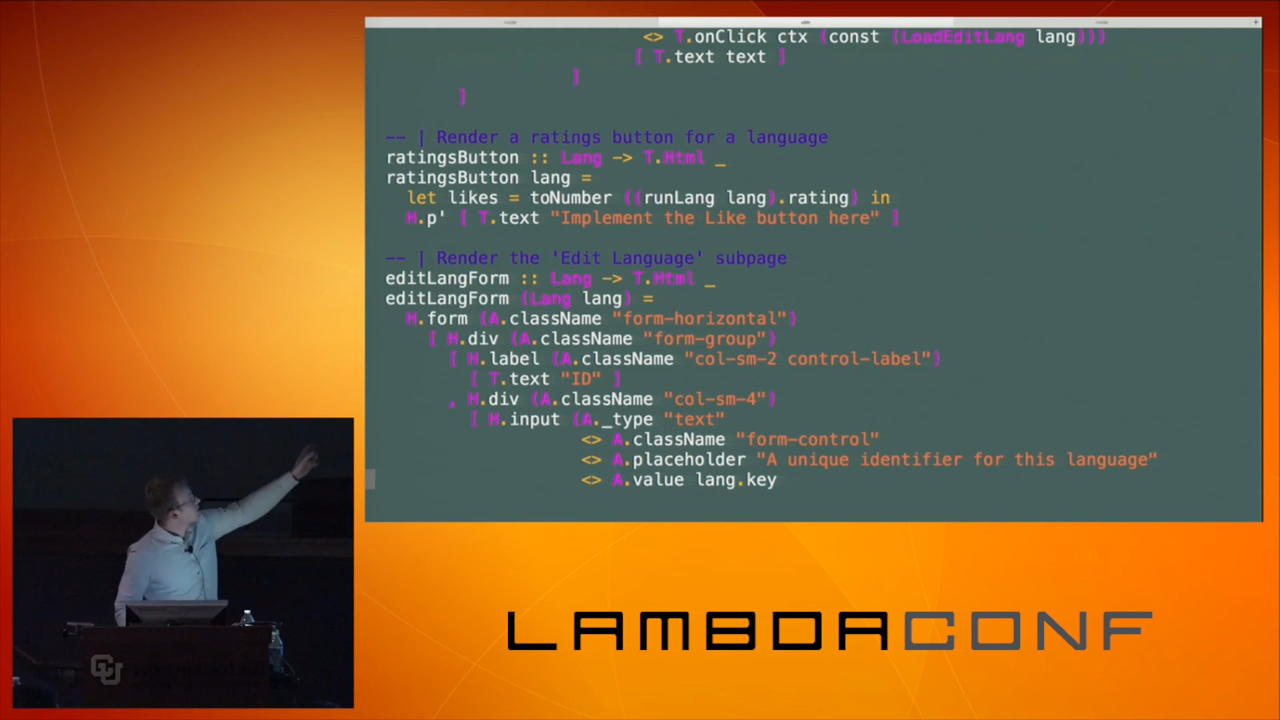 <> T.onClick ctx (const (LoadEditLang lang)))
[ T.text text ]
]
]
-- | Render a ratings button for a language
ratingsButton :: Lang -> T.Html _
ratingsButton lang =
let likes = toNumber ((runLang lang).rating) in
H.p' [ T.text "Implement the Like button here" ]
-- | Render the 'Edit Language' subpage
editLangForm :: Lang -> T.Html _
editLangForm (Lang lang) =
H.form (A.className "form-horizontal")
[ H.div (A.className "form-group")
[ H.label (A.className "col-sm-2 control-label")
[ T.text "ID" ]
, H.div (A.className "col-sm-4")
[ H.input (A._type "text"
<> A.className "form-control"
<> A.placeholder "A unique identifier for this language"
<> A.value lang.key
LAMBDACONF
CU